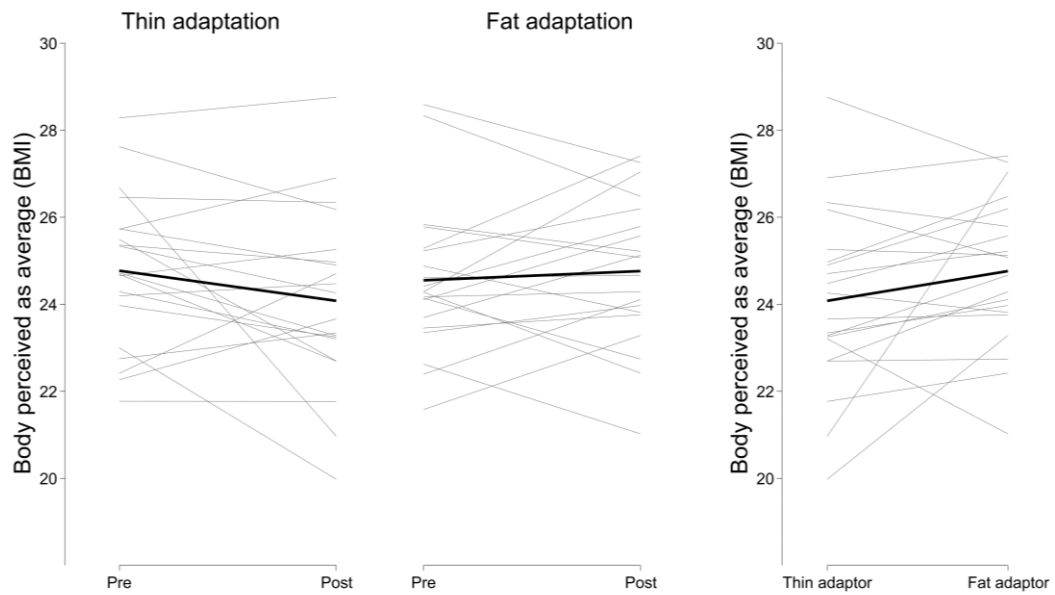 Thin adaptation
Fat adaptation
Body perceived as average (BMI)
30
28
26
24
22
20
Pre
Post
Pre
Post
Body perceived as average (BMI)
30
28
26
24
22
20
Thin adaptor
Fat adaptor